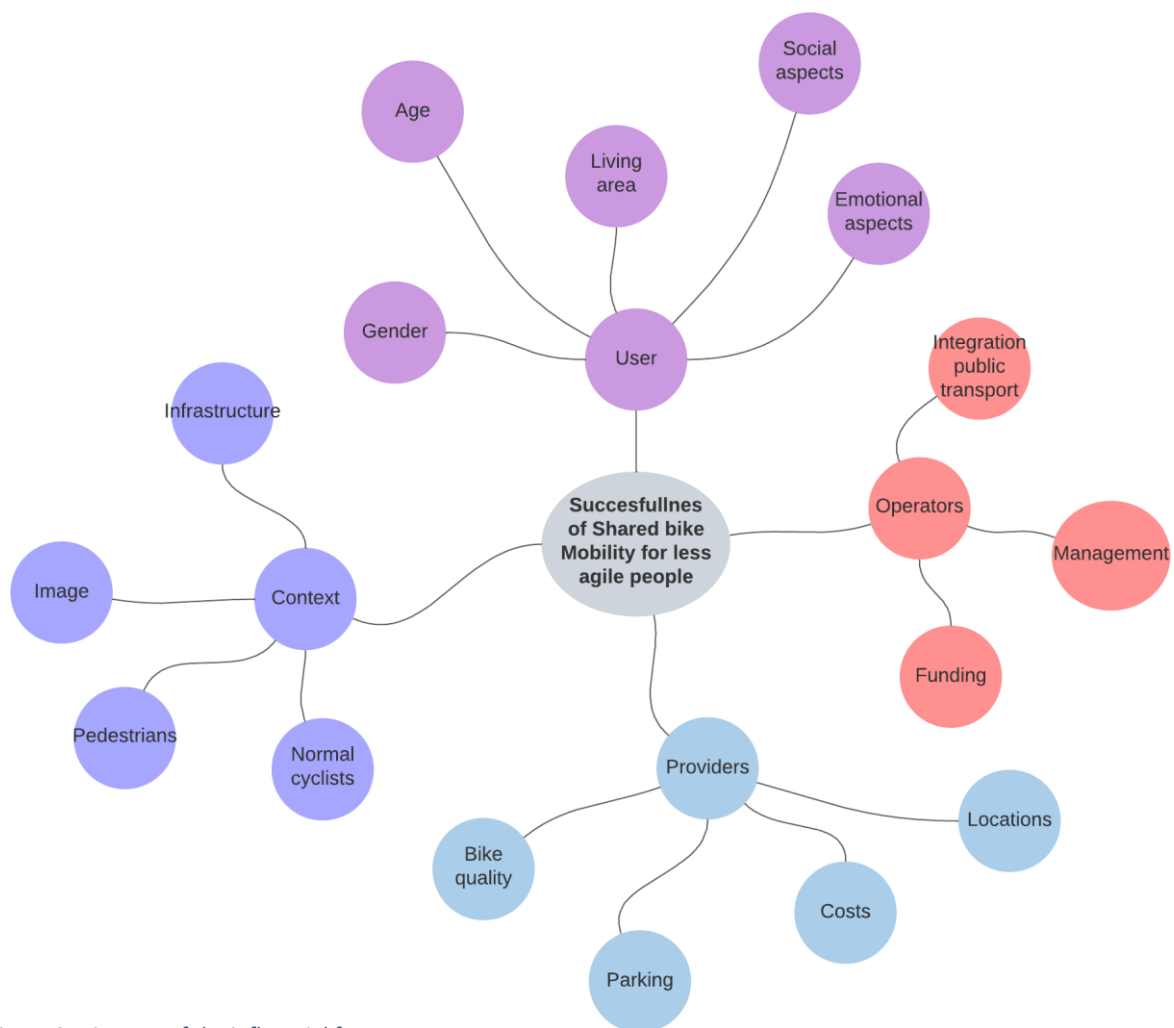 Social
aspects
Age
Living
area
Emotional
aspects
Gender
User
Integration
public
transport
Infrastructure
Operators
Succesfullnes
of Shared bike
Mobility for less
agile people
Management
Image
Context
Funding
Pedestrians
Normal
cyclists
Providers
Locations
Bike
quality
Costs
Parking